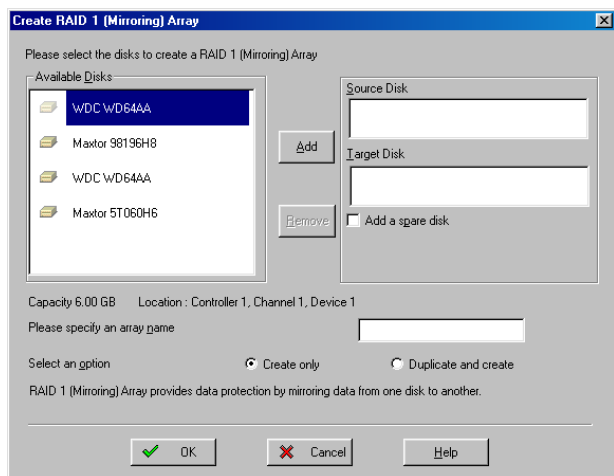 Create RAID 1 (Mirroring) Array
Please select the disks to create a RAID 1 (Mirroring) Array
Available Disks
WDC WD64AA
Maxtor 98196H8
WDC WD64AA
Maxtor 5T060H6
Add
Remove
Source Disk
Target Disk
Add a spare disk
Capacity 6.00 GB Location : Controller 1, Channel 1, Device 1
Please specify an array name
Select an option Create only Duplicate and create
RAID 1 (Mirroring) Array provides data protection by mirroring data from one disk to another.
OK Cancel Help